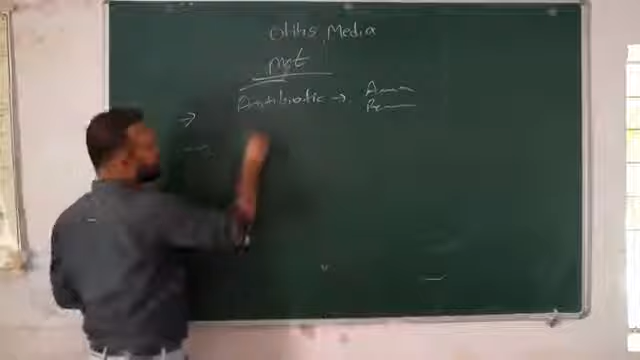 Otitis Media
Mgt
→ Antibiotic →